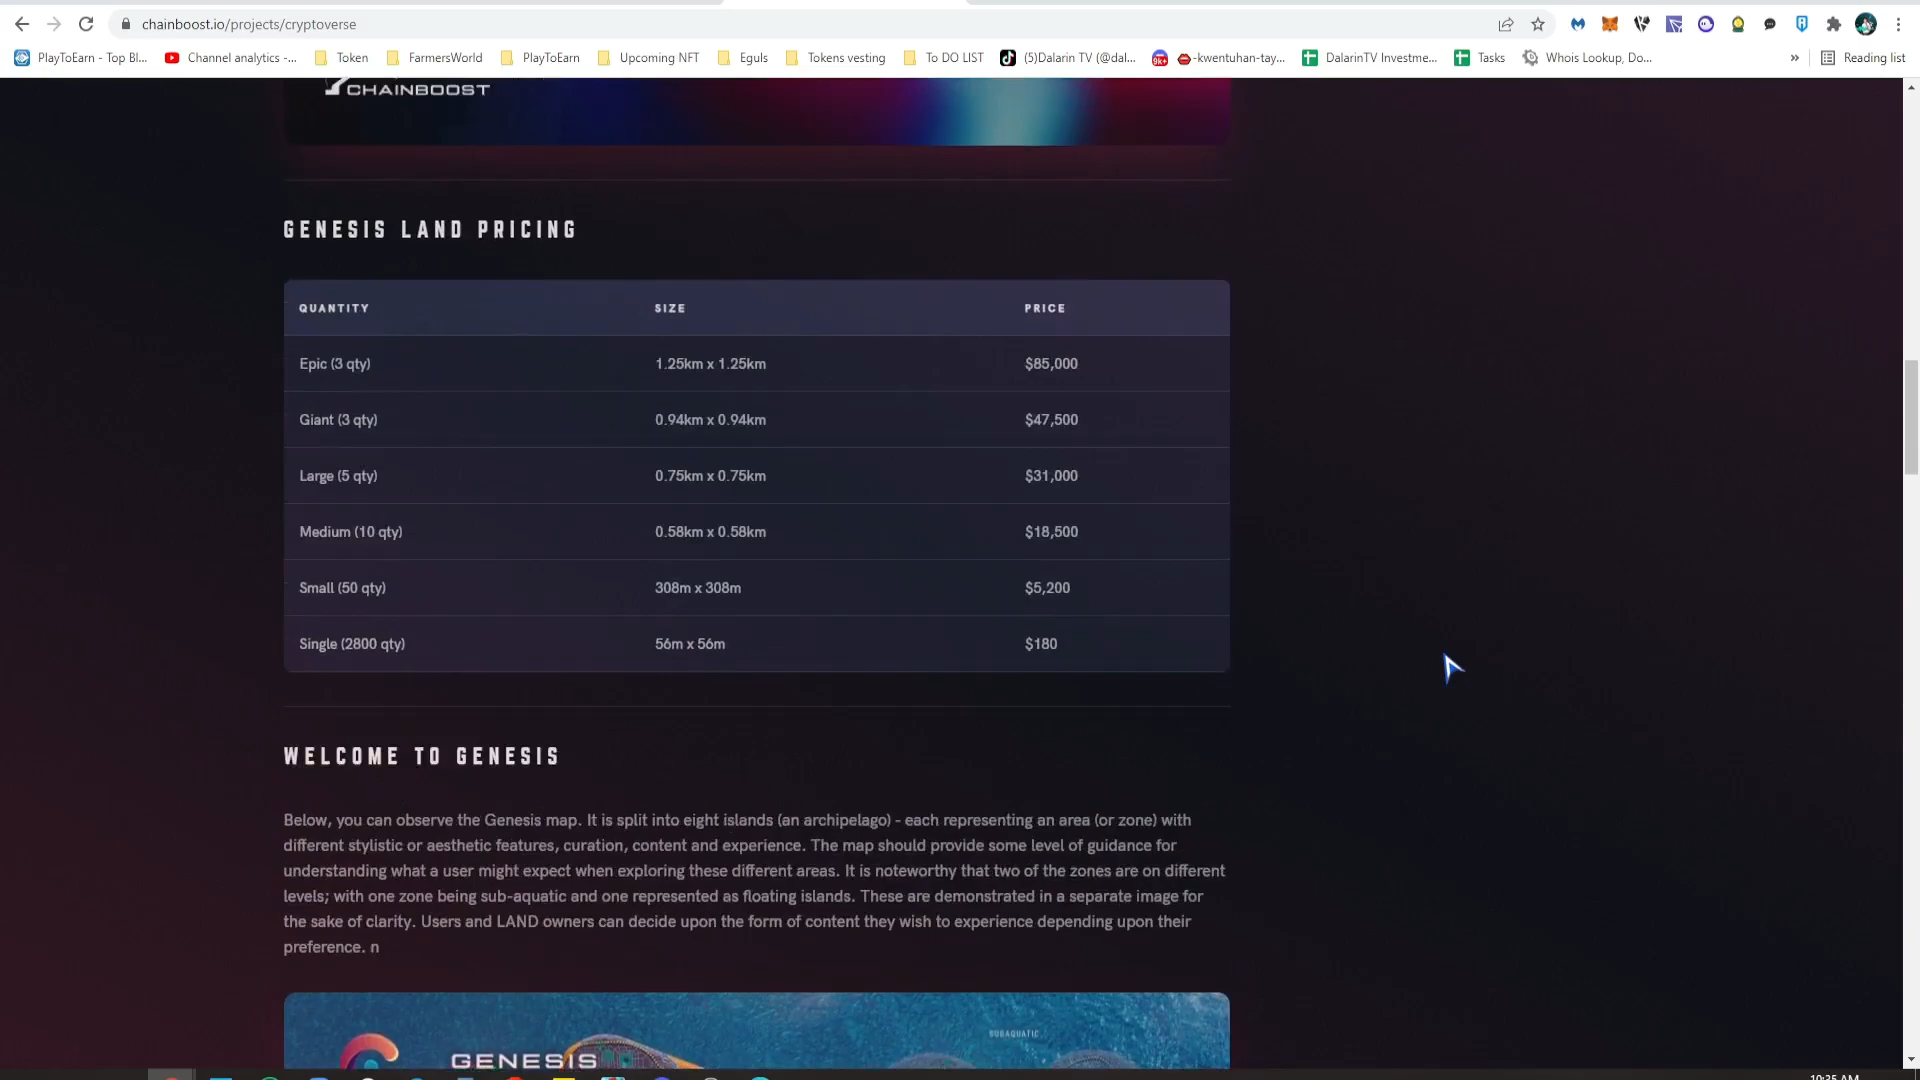 chainboost.io/projects/cryptoverse
PlayToEarn - Top Bl...
Channel analytics -...
Token
FarmersWorld
PlayToEarn
Upcoming NFT
Eguls
Tokens vesting
To DO LIST
(5)Dalarin TV (@dal...
9k+
-kwentuhan-tay...
DalarinTV Investme...
Tasks
Whois Lookup, Do...
»
Reading list
CHAINBOOST
GENESIS LAND PRICING
QUANTITY SIZE PRICE
Epic (3 qty) 1.25km x 1.25km $85,000
Giant (3 qty) 0.94km x 0.94km $47,500
Large (5 qty) 0.75km x 0.75km $31,000
Medium (10 qty) 0.58km x 0.58km $18,500
Small (50 qty) 308m x 308m $5,200
Single (2800 qty) 56m x 56m $180
WELCOME TO GENESIS
Below, you can observe the Genesis map. It is split into eight islands (an archipelago) - each representing an area (or zone) with
different stylistic or aesthetic features, curation, content and experience. The map should provide some level of guidance for
understanding what a user might expect when exploring these different areas. It is noteworthy that two of the zones are on different
levels; with one zone being sub-aquatic and one represented as floating islands. These are demonstrated in a separate image for
the sake of clarity. Users and LAND owners can decide upon the form of content they wish to experience depending upon their
preference. n
SUBAQUATIC
GENESIS
10:35 AM